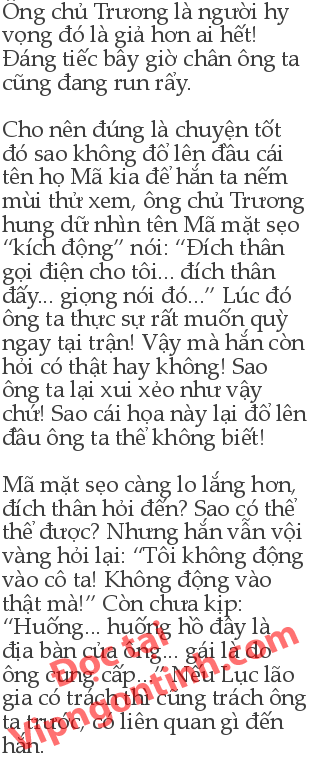 Ông chủ Trương là người hy
vọng đó là giả hơn ai hết!
Đáng tiếc bây giờ chân ông ta
cũng đang run rẩy.
Cho nên đúng là chuyện tốt
đó sao không đổ lên đầu cái
tên họ Mã kia để hắn ta nếm
mùi thử xem, ông chủ Trương
hung dữ nhìn tên Mã mặt sẹo
“kích động” nói: “Đích thân
gọi điện cho tôi... đích thân
đấy... giọng nói đó...” Lúc đó
ông ta thực sự rất muốn quỳ
ngay tại trận! Vậy mà hắn còn
hỏi có thật hay không! Sao
ông ta lại xui xẻo như vậy
chứ! Sao cái họa này lại đổ lên
đầu ông ta thể không biết!
Mã mặt sẹo càng lo lắng hơn,
đích thân hỏi đến? Sao có thể
thể được? Nhưng hắn vẫn vội
vàng hỏi lại: “Tôi không động
vào cô ta! Không động vào
thật mà!” Còn chưa kịp:
“Huống... huống hồ đây là
địa bàn của ông... gái là do
ông cung cấp...” Nếu Lục lão
gia có trách thì cũng trách ông
ta trước, có liên quan gì đến
hắn.
Đọc tại
Vipngontinh.com